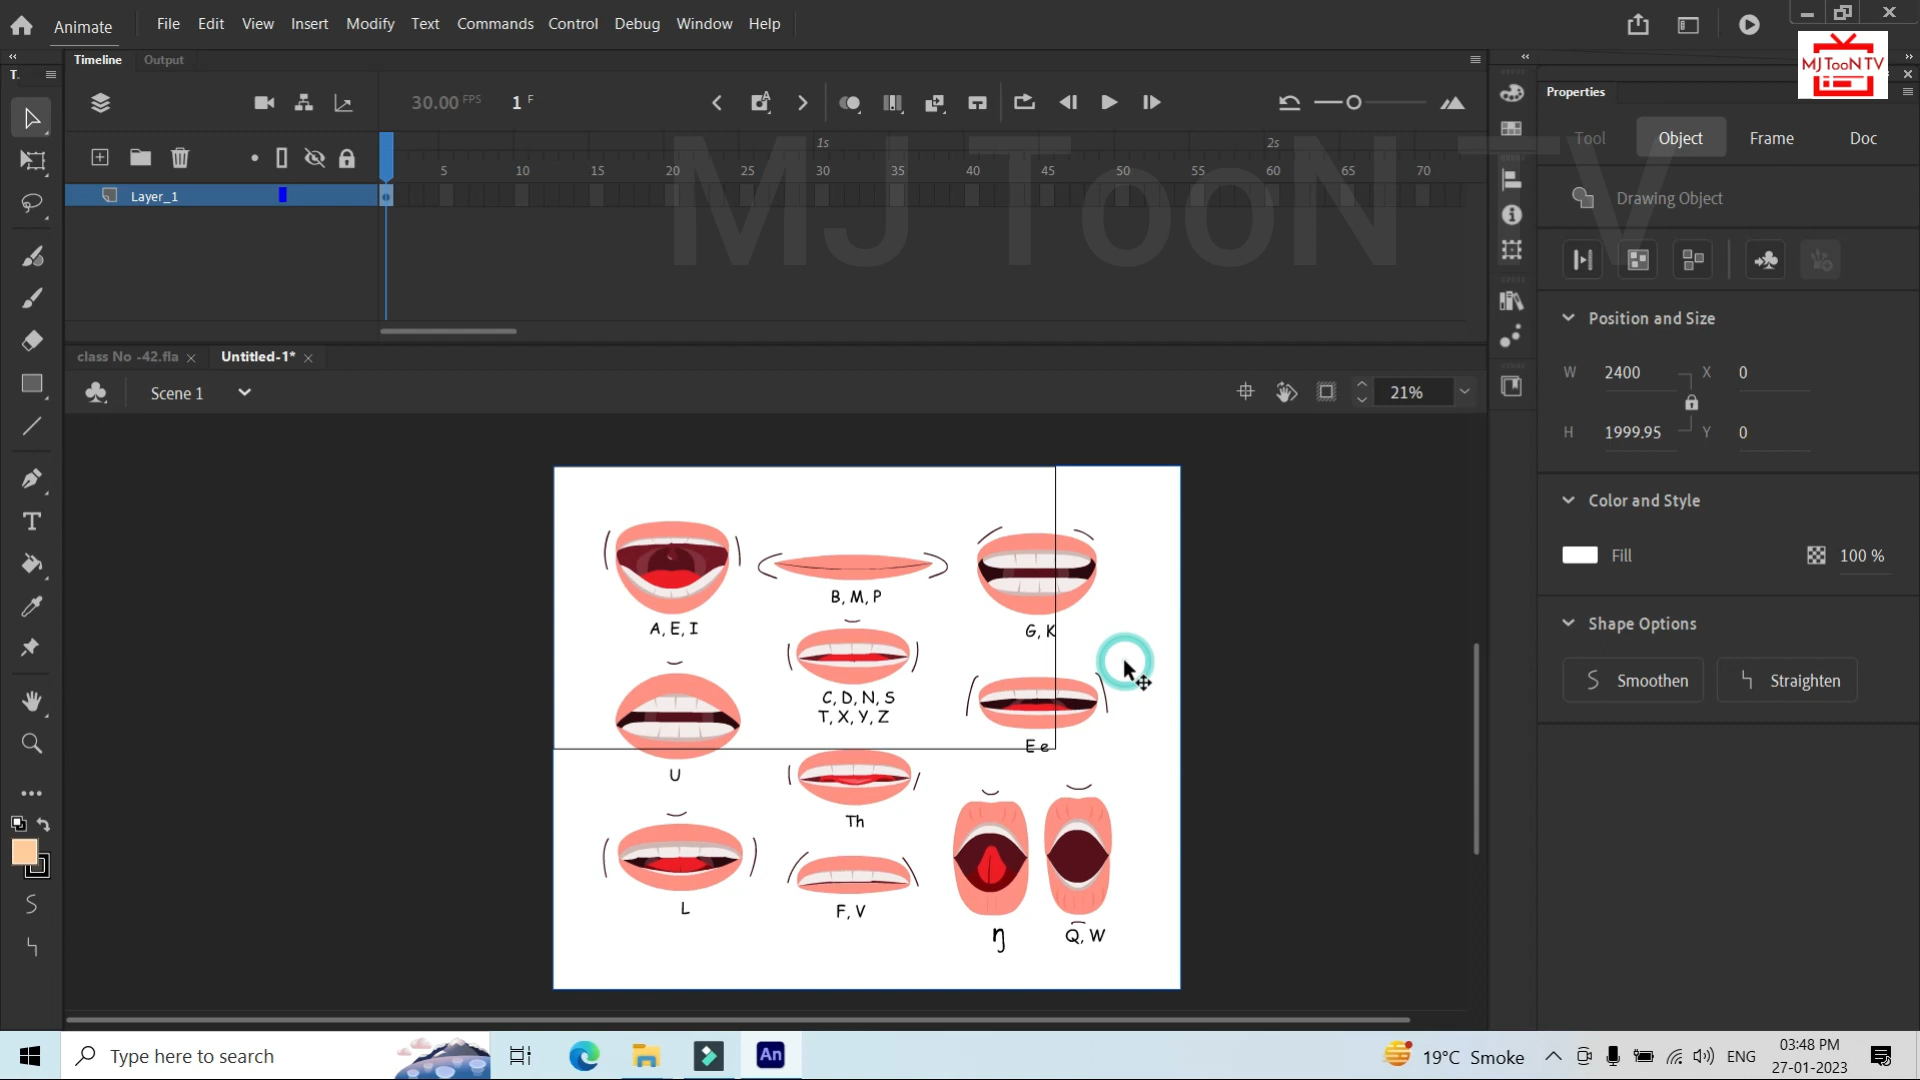 Animate File Edit View Insert Modify Text Commands Control Debug Window Help
MJ TooN TV
Timeline Output
T.
Properties
30.00 FPS 1 F
Tool Object Frame Doc
1s 2s
5 10 15 20 25 30 35 40 45 50 55 60 65 70
Layer_1
MJ TooN TV
Drawing Object
Position and Size
class No -42.fla Untitled-1*
W 2400 X 0
Scene 1 21%
H 1999.95 Y 0
Color and Style
Fill 100 %
B, M, P
A, E, I
G, K
Shape Options
C, D, N, S
T, X, Y, Z
Smoothen Straighten
E e
U
Th
L
F, V
ŋ
Q, W
Type here to search
An
19°C Smoke
ENG
03:48 PM
27-01-2023